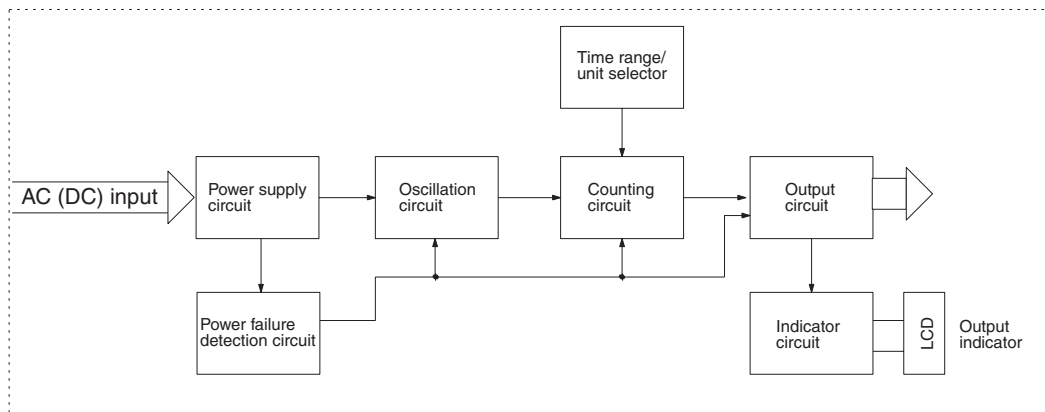 Time range/
unit selector
AC (DC) input
Power supply
circuit
Oscillation
circuit
Counting
circuit
Output
circuit
Power failure
detection circuit
Indicator
circuit
LCD
Output
indicator